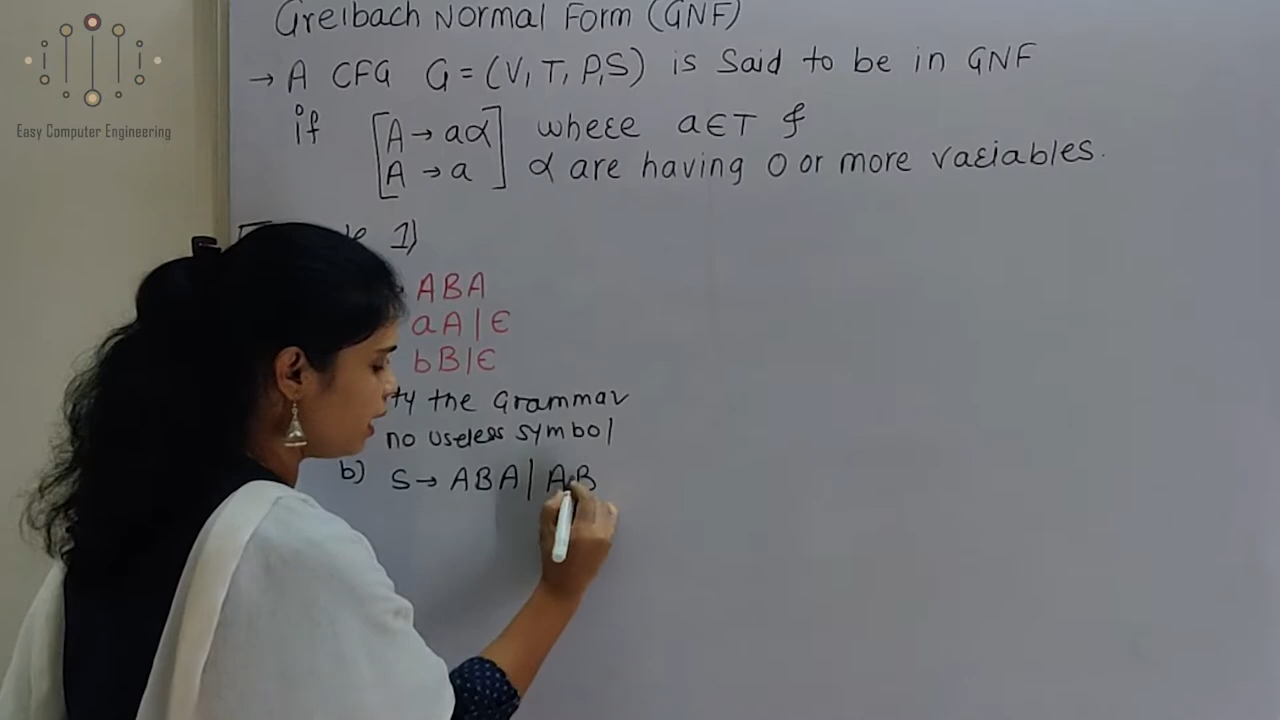 Greibach Normal Form (GNF)
→ A CFG G = (V, T, P, S) is Said to be in GNF
if [A → aα] where a∈T &
[A → a] α are having 0 or more variables.
1)
ABA
aA | ϵ
bB | ϵ
the Grammar
no useless symbol
b) S → ABA | AB
Easy Computer Engineering